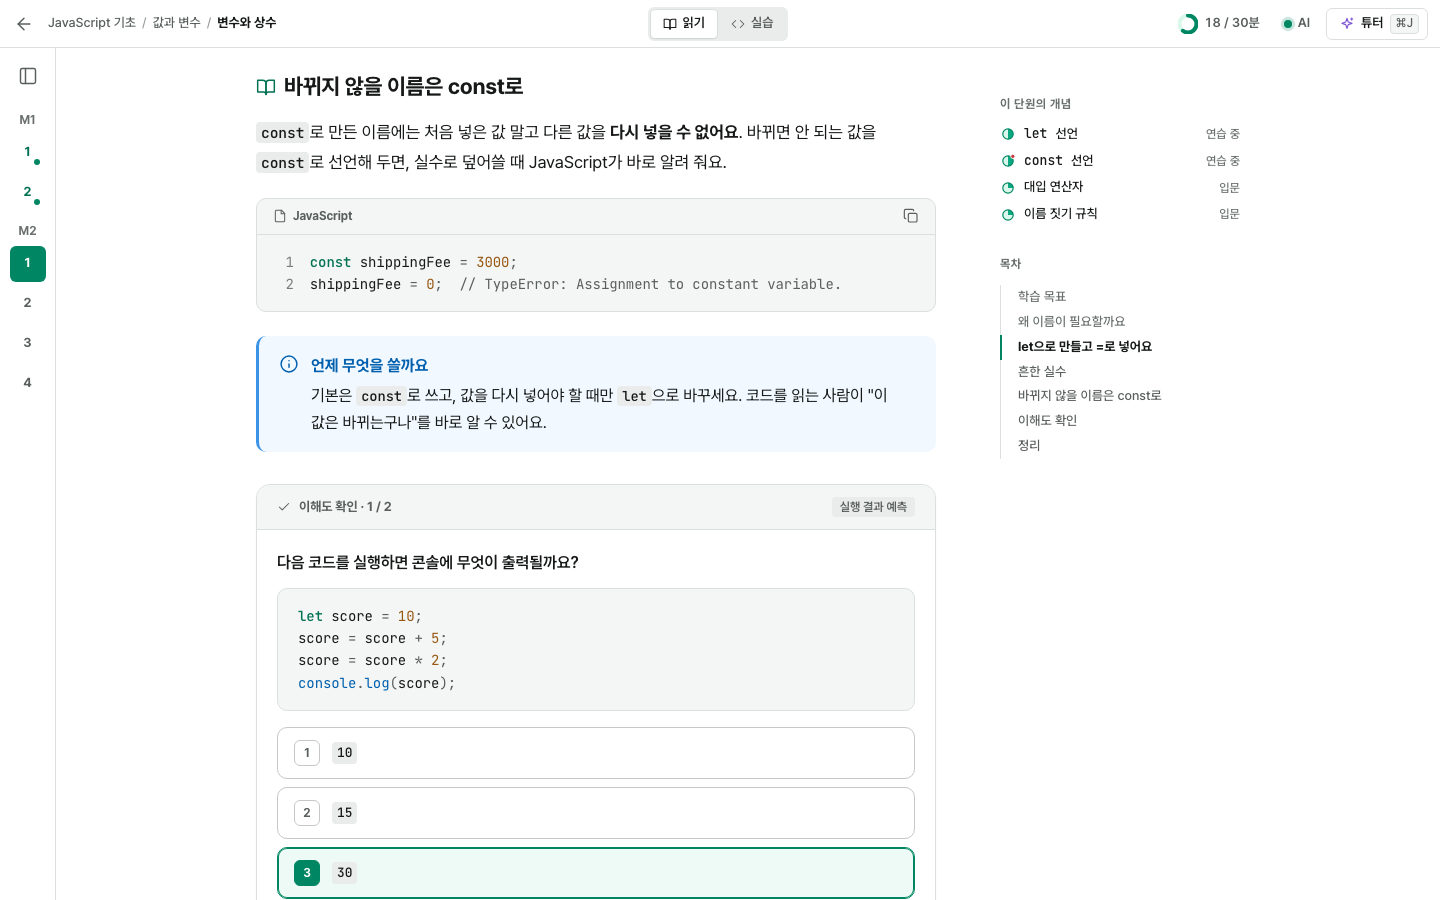 JavaScript 기초 / 값과 변수 / 변수와 상수
읽기
실습
18 / 30분
AI
튜터 ⌘J
M1
1
2
M2
1
2
3
4
바뀌지 않을 이름은 const로
const로 만든 이름에는 처음 넣은 값 말고 다른 값을 다시 넣을 수 없어요. 바뀌면 안 되는 값을
const로 선언해 두면, 실수로 덮어쓸 때 JavaScript가 바로 알려 줘요.
JavaScript
1 const shippingFee = 3000;
2 shippingFee = 0;  // TypeError: Assignment to constant variable.
언제 무엇을 쓸까요
기본은 const로 쓰고, 값을 다시 넣어야 할 때만 let으로 바꾸세요. 코드를 읽는 사람이 "이
값은 바뀌는구나"를 바로 알 수 있어요.
이해도 확인 · 1 / 2
실행 결과 예측
다음 코드를 실행하면 콘솔에 무엇이 출력될까요?
let score = 10;
score = score + 5;
score = score * 2;
console.log(score);
1 10
2 15
3 30
이 단원의 개념
let 선언 연습 중
const 선언 연습 중
대입 연산자 입문
이름 짓기 규칙 입문
목차
학습 목표
왜 이름이 필요할까요
let으로 만들고 =로 넣어요
흔한 실수
바뀌지 않을 이름은 const로
이해도 확인
정리